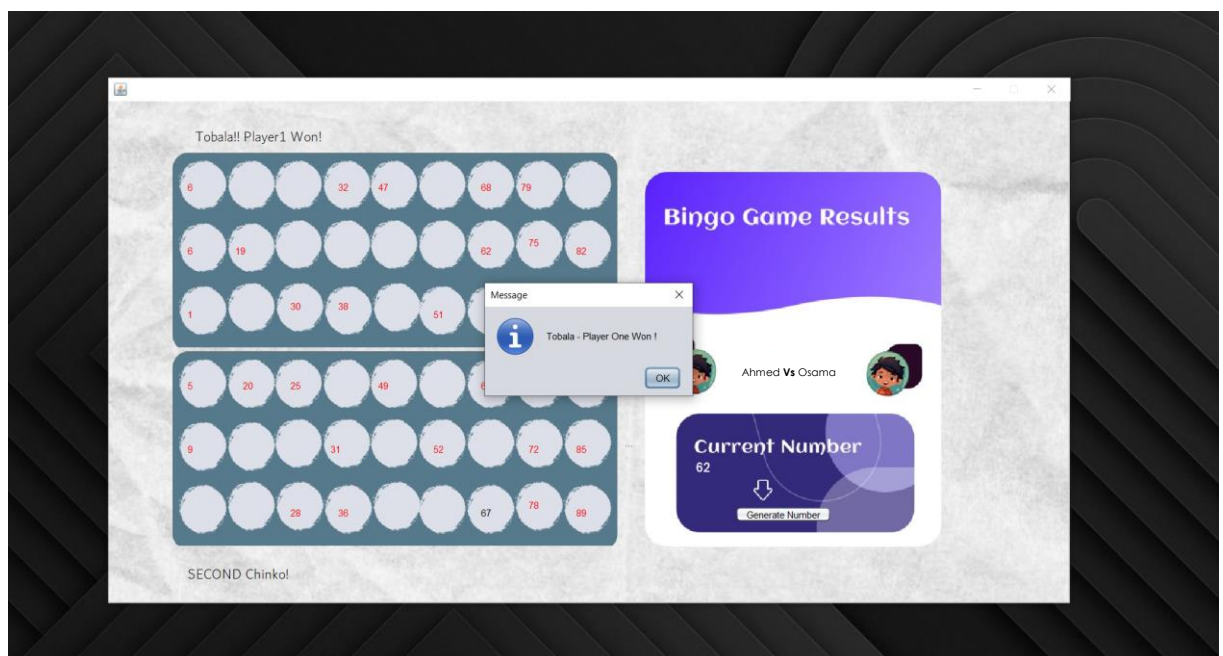 Tobala!! Player1 Won!
6 32 47 68 79
6 19 62 75 82
1 30 38 51
5 20 25 49
9 31 52 72 85
28 36 67 78 89
SECOND Chinko!
Message
Tobala - Player One Won !
OK
Bingo Game Results
Ahmed Vs Osama
Current Number
62
Generate Number